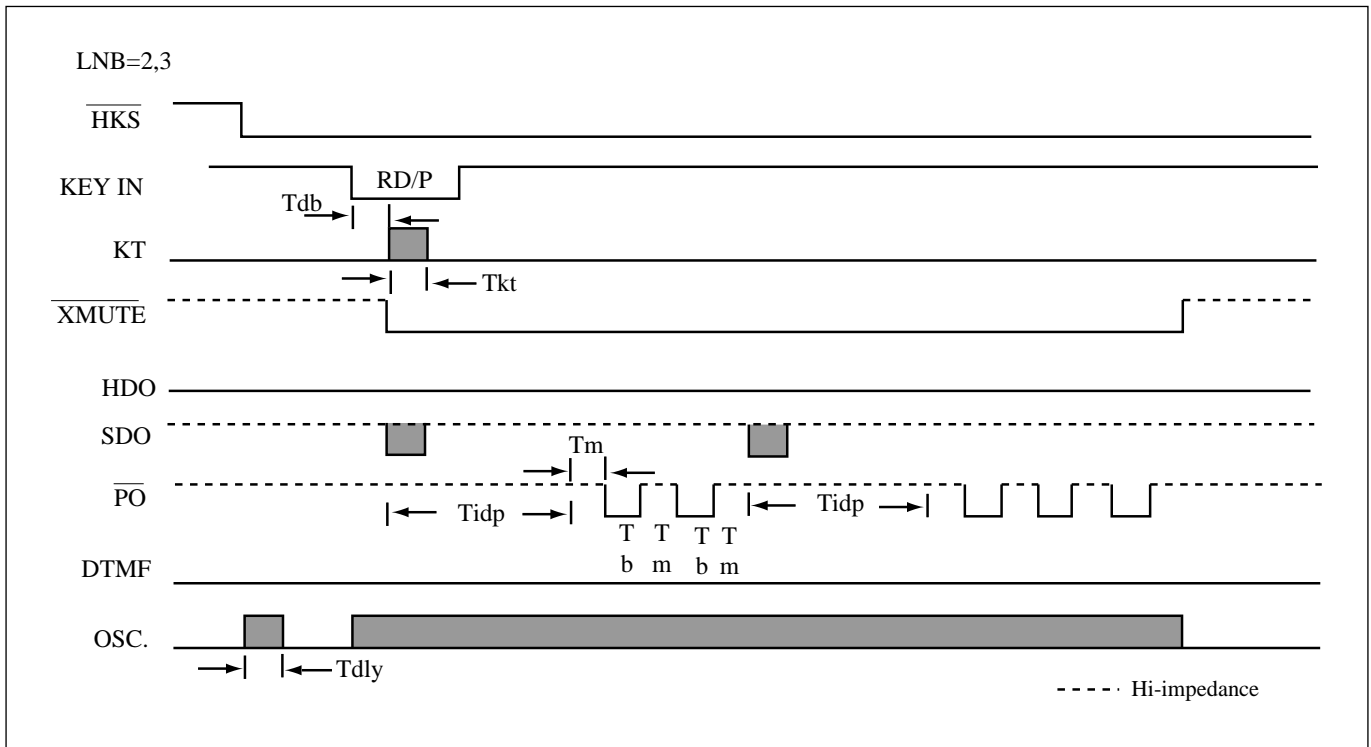 LNB=2,3
HKS
KEY IN
RD/P
Tdb
KT
Tkt
XMUTE
HDO
SDO
Tm
PO
Tidp
Tidp
T T T T
b m b m
DTMF
OSC.
Tdly
Hi-impedance